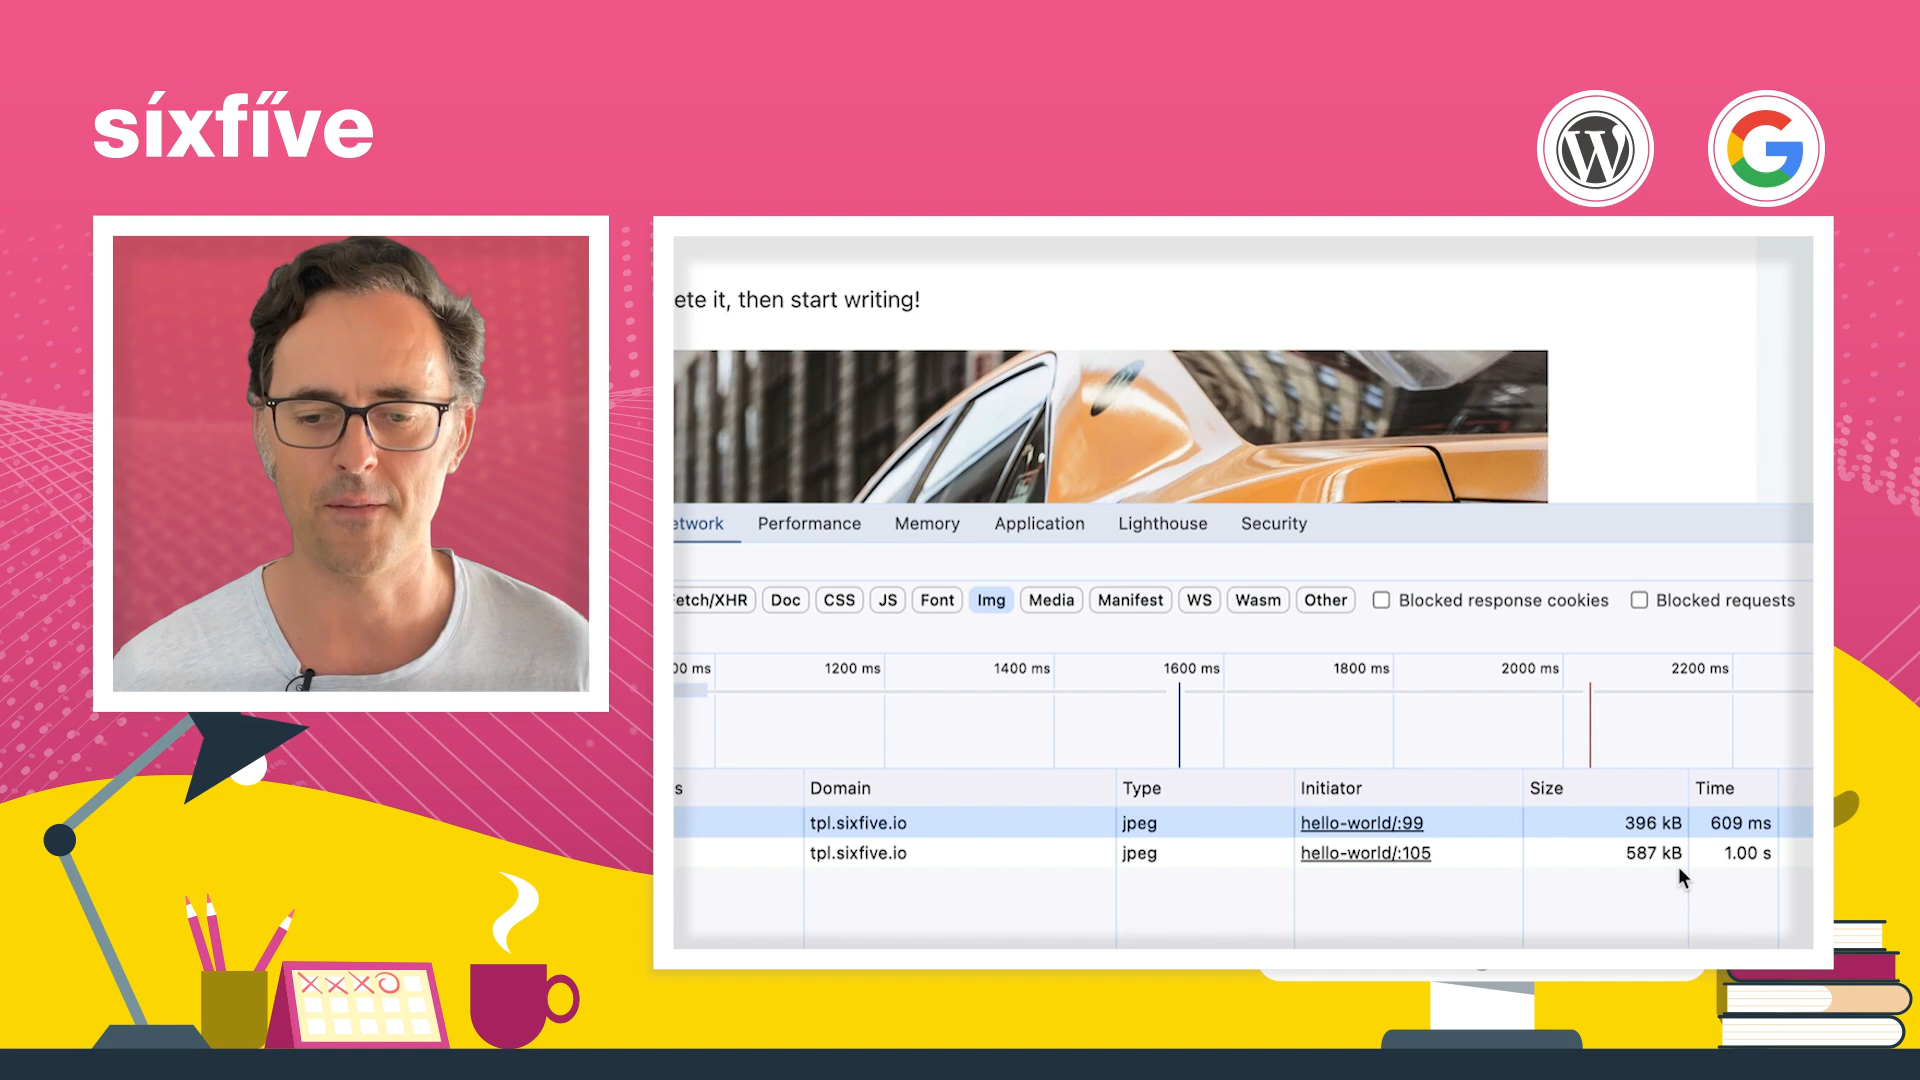 síxfív̋e
ete it, then start writing!
etwork Performance Memory Application Lighthouse Security
Fetch/XHR Doc CSS JS Font Img Media Manifest WS Wasm Other Blocked response cookies Blocked requests
00 ms 1200 ms 1400 ms 1600 ms 1800 ms 2000 ms 2200 ms
s Domain Type Initiator Size Time
tpl.sixfive.io jpeg hello-world/:99 396 kB 609 ms
tpl.sixfive.io jpeg hello-world/:105 587 kB 1.00 s